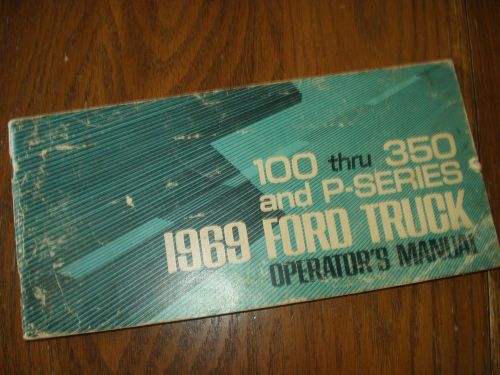 100 thru 350
and P-SERIES
1969 FORD TRUCK
OPERATOR'S MANUAL